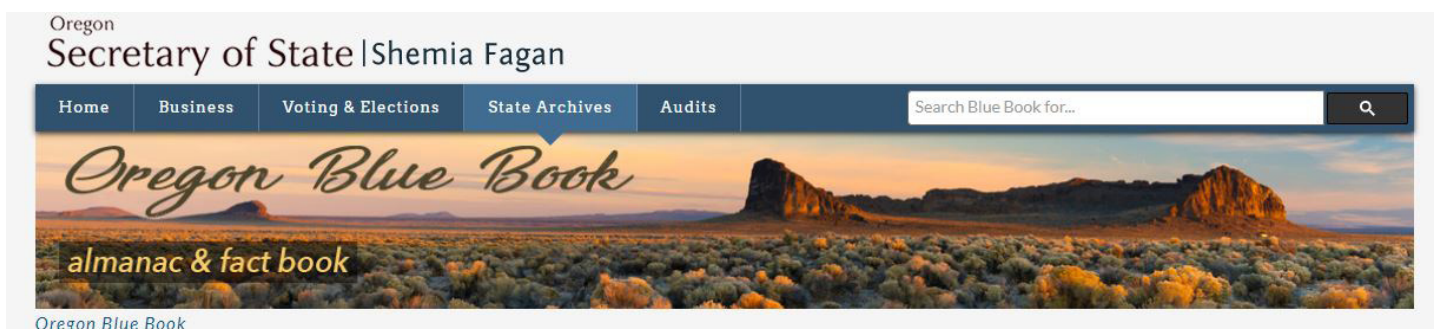 Oregon
Secretary of State | Shemia Fagan
Home Business Voting & Elections State Archives Audits Search Blue Book for...
Oregon Blue Book
almanac & fact book
Oregon Blue Book